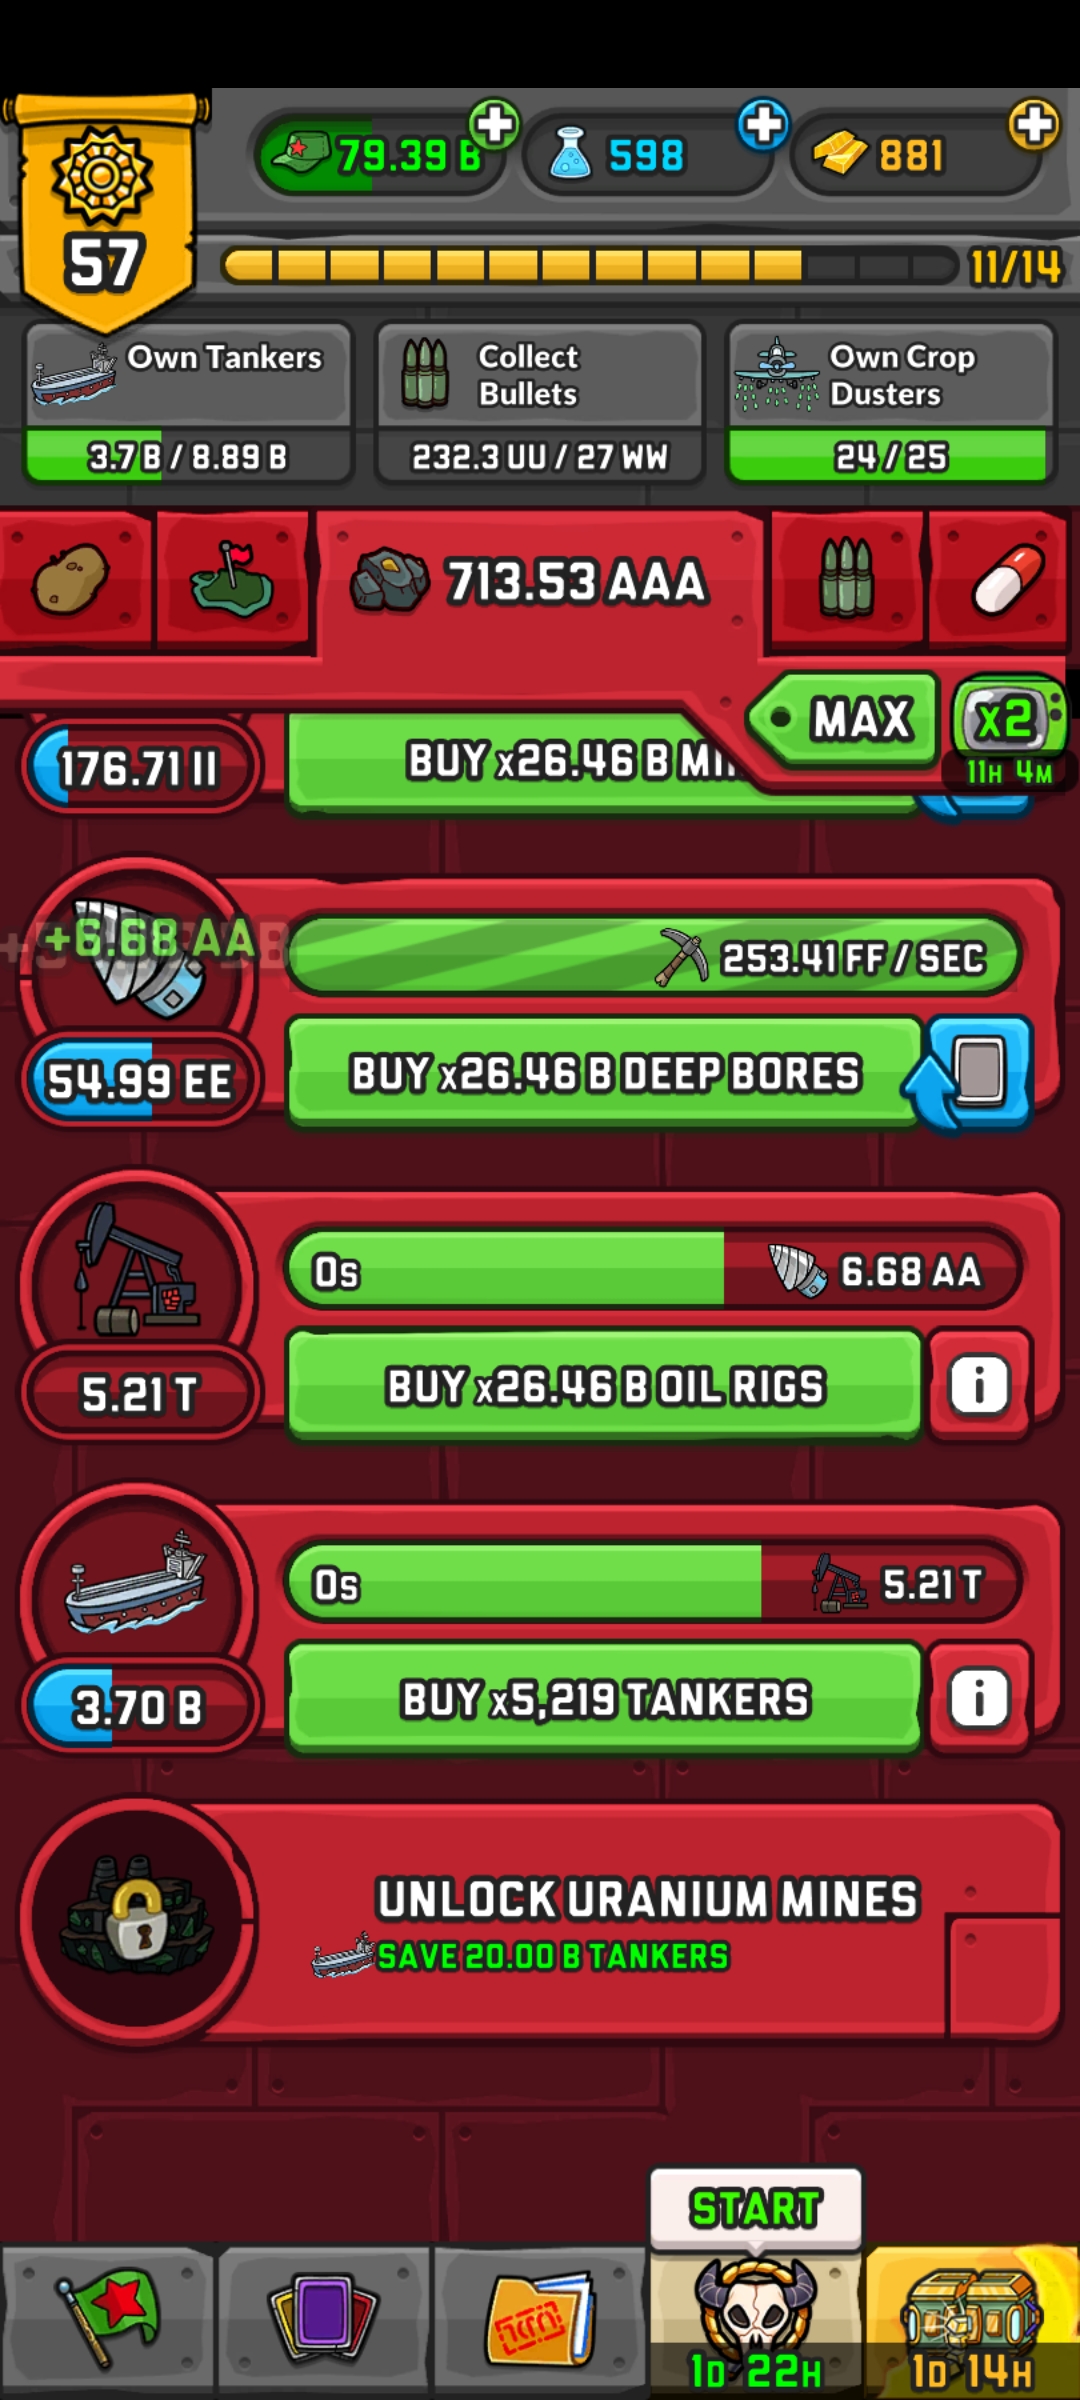 79.39 B
598
881
57
11/14
Own Tankers
3.7 B / 8.89 B
Collect
Bullets
232.3 UU / 27 WW
Own Crop
Dusters
24 / 25
713.53 AAA
MAX
x2
11H 4M
176.71 II
BUY x26.46 B
+6.68 AA
253.41 FF / SEC
54.99 EE
BUY x26.46 B DEEP BORES
0s
6.68 AA
5.21 T
BUY x26.46 B OIL RIGS
i
0s
5.21 T
3.70 B
BUY x5,219 TANKERS
i
UNLOCK URANIUM MINES
SAVE 20.00 B TANKERS
START
1D 22H
1D 14H